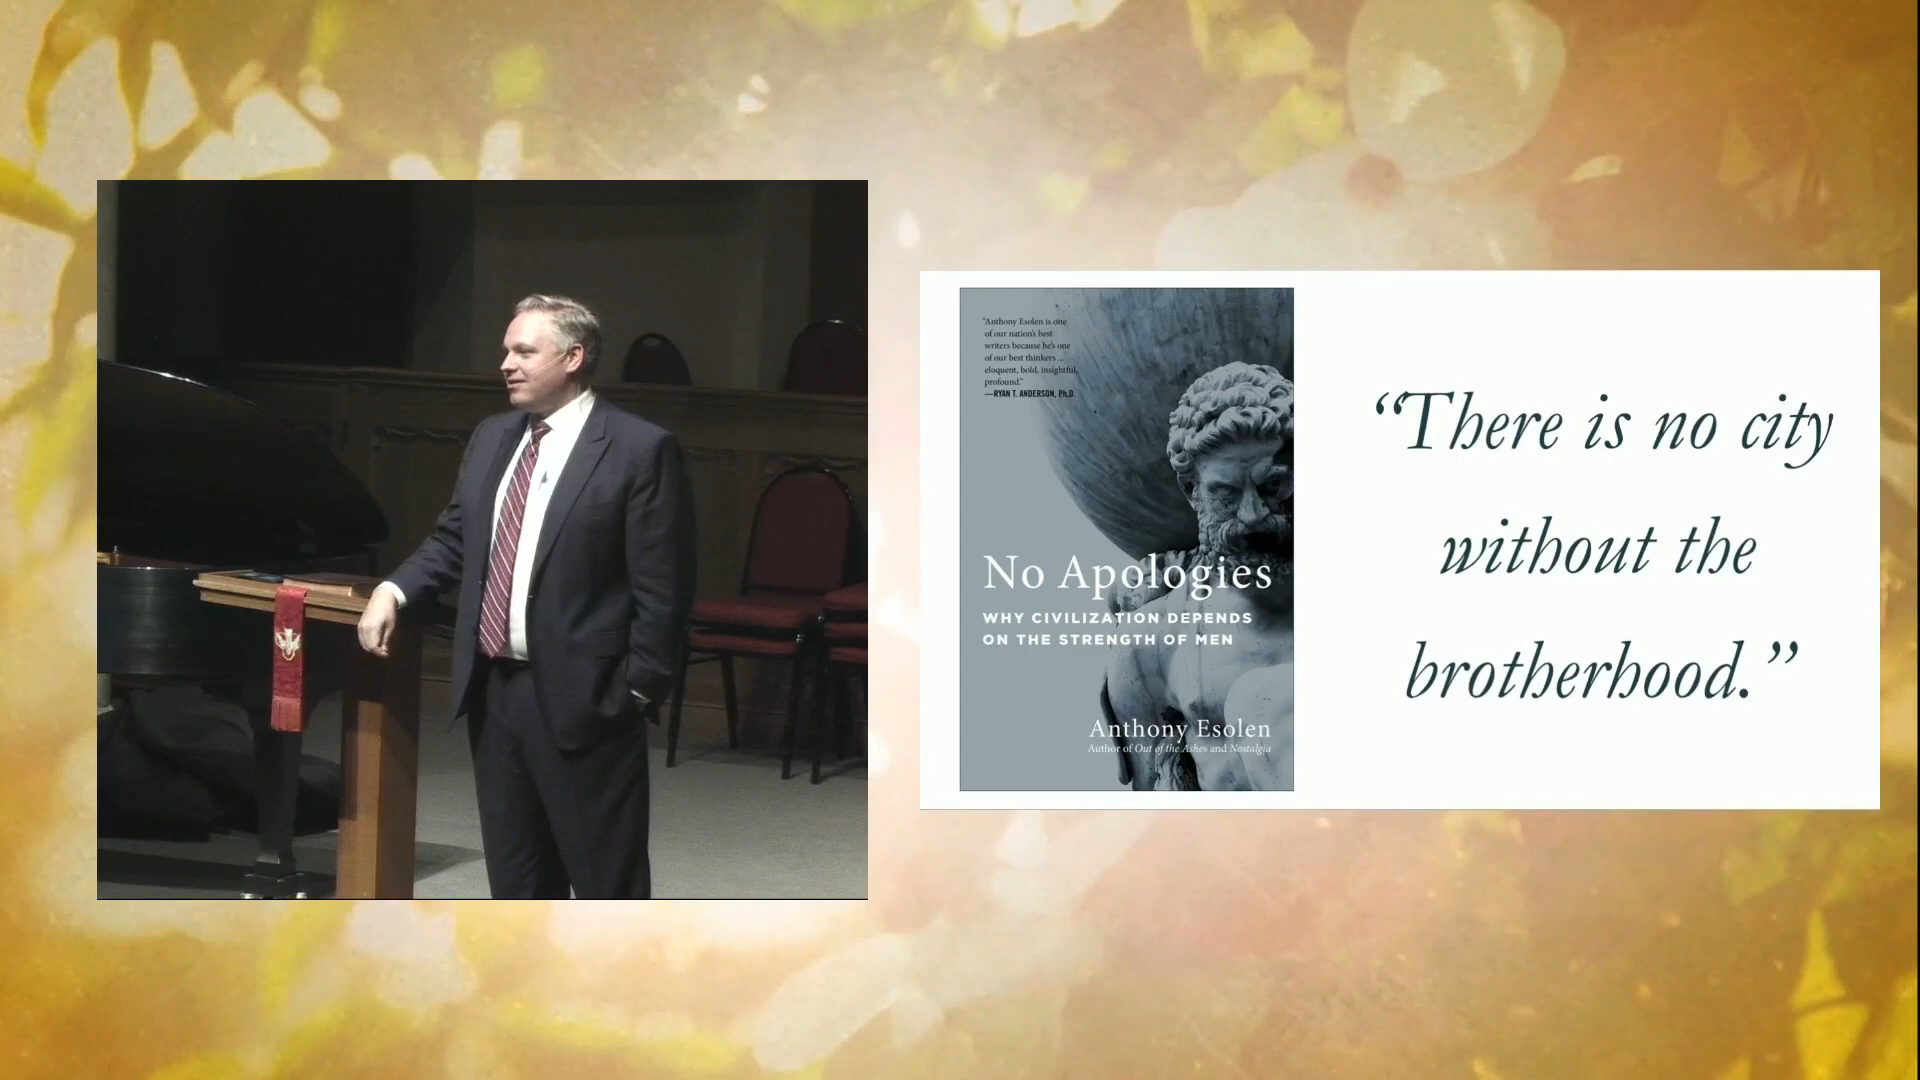 “Anthony Esolen is one
of our nation's best
writers because he's one
of our best thinkers ...
eloquent, bold, insightful,
profound.”
—RYAN T. ANDERSON, Ph.D.
No Apologies
WHY CIVILIZATION DEPENDS
ON THE STRENGTH OF MEN
Anthony Esolen
Author of Out of the Ashes and Nostalgia
“There is no city
without the
brotherhood.”